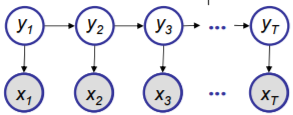 y1 y2 y3 ... yT
x1 x2 x3 ... xT